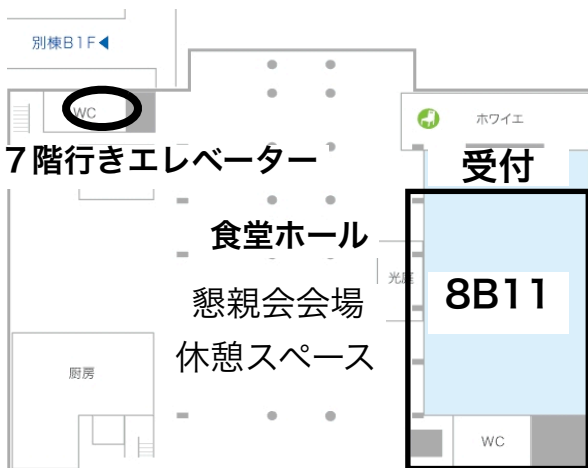 別棟B1F
WC
ホワイエ
7階行きエレベーター
受付
食堂ホール
光庭
8B11
懇親会会場
休憩スペース
厨房
WC